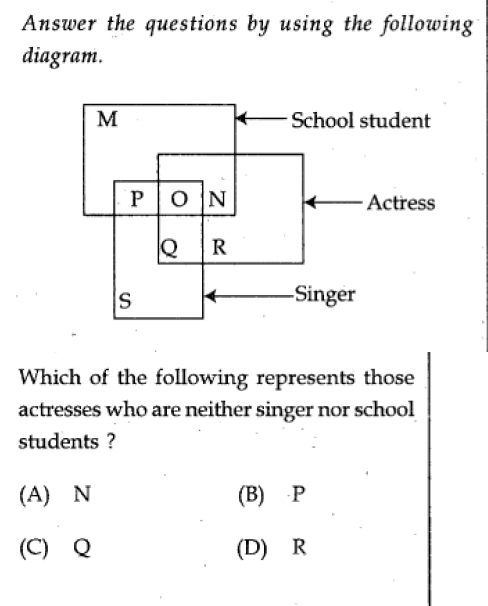 Answer the questions by using the following
diagram.
M
School student
P O N
Actress
Q R
S
Singer
Which of the following represents those
actresses who are neither singer nor school
students ?
(A) N (B) P
(C) Q (D) R